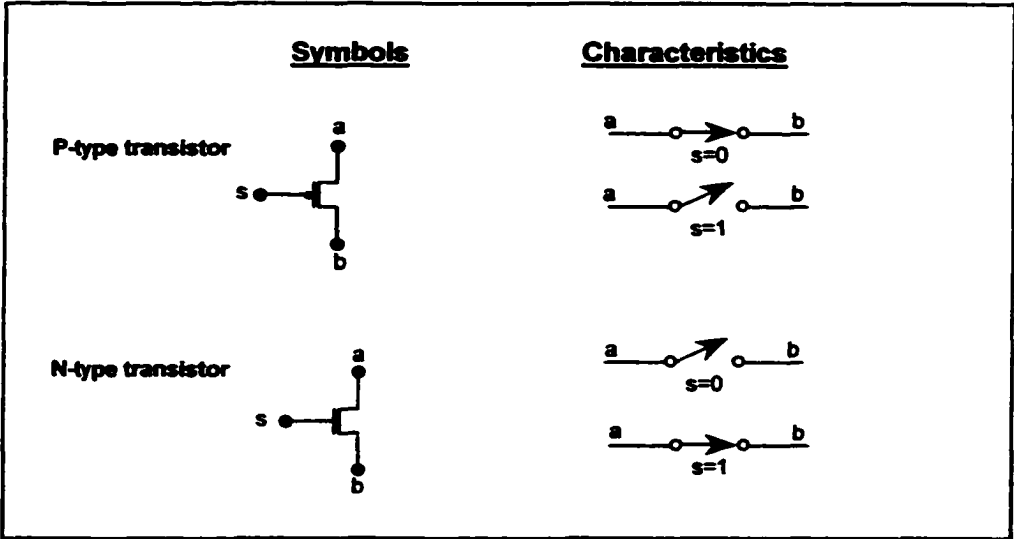 Symbols Characteristics
P-type transistor
a
s
b
a b
s=0
a b
s=1
N-type transistor
a
s
b
a b
s=0
a b
s=1